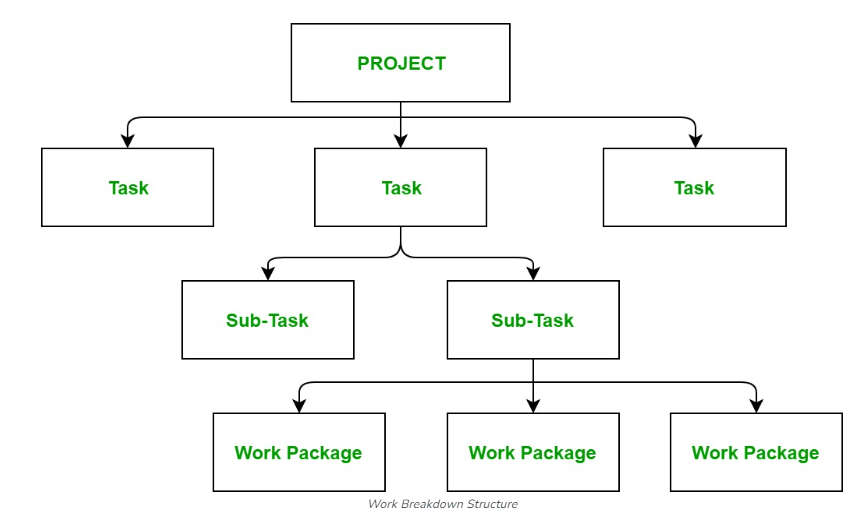 PROJECT
Task
Task
Task
Sub-Task
Sub-Task
Work Package
Work Package
Work Package
Work Breakdown Structure